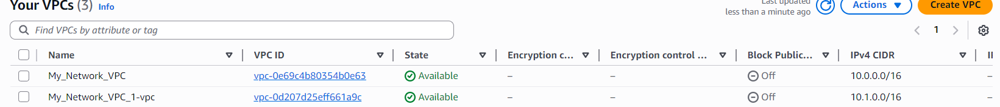 Your VPCs (3) Info
Last updated
less than a minute ago
Actions
Create VPC
Find VPCs by attribute or tag
1
Name VPC ID State Encryption c... Encryption control ... Block Public... IPv4 CIDR
My_Network_VPC vpc-0e69c4b80354b0e63 Available – – Off 10.0.0.0/16 –
My_Network_VPC_1-vpc vpc-0d207d25eff661a9c Available – – Off 10.1.0.0/16 –